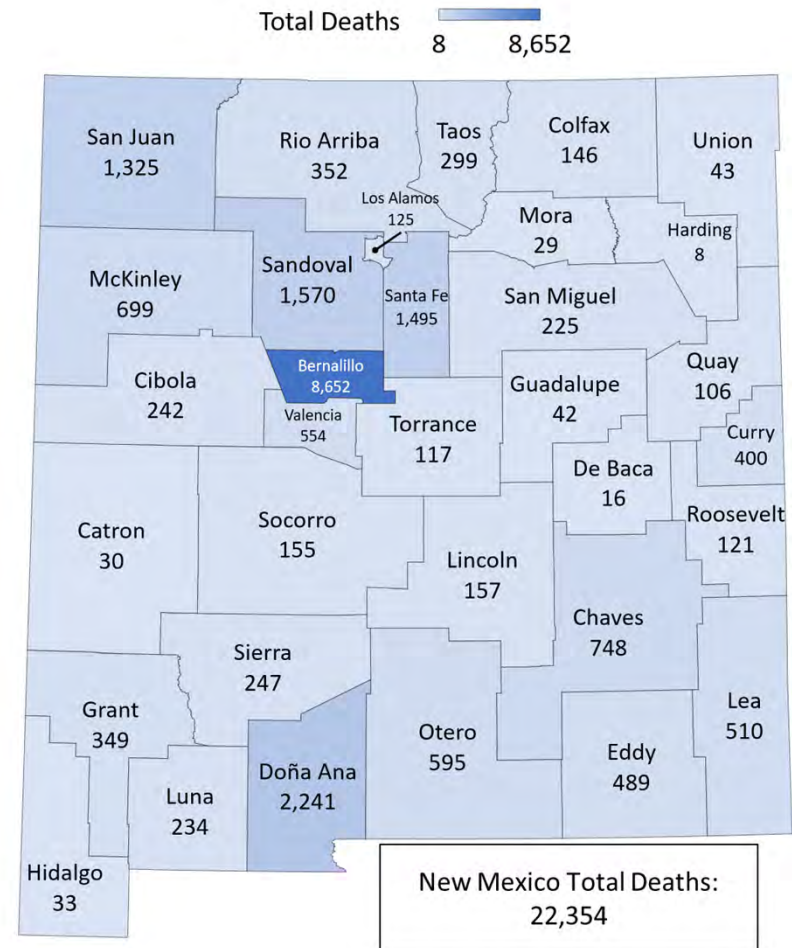 Total Deaths
8 8,652
San Juan
1,325
Rio Arriba
352
Taos
299
Colfax
146
Union
43
Los Alamos
125
Mora
29
Harding
8
McKinley
699
Sandoval
1,570
Santa Fe
1,495
San Miguel
225
Bernalillo
8,652
Cibola
242
Valencia
554
Torrance
117
Guadalupe
42
Quay
106
Curry
400
De Baca
16
Roosevelt
121
Catron
30
Socorro
155
Lincoln
157
Chaves
748
Sierra
247
Grant
349
Luna
234
Doña Ana
2,241
Otero
595
Eddy
489
Lea
510
Hidalgo
33
New Mexico Total Deaths:
22,354